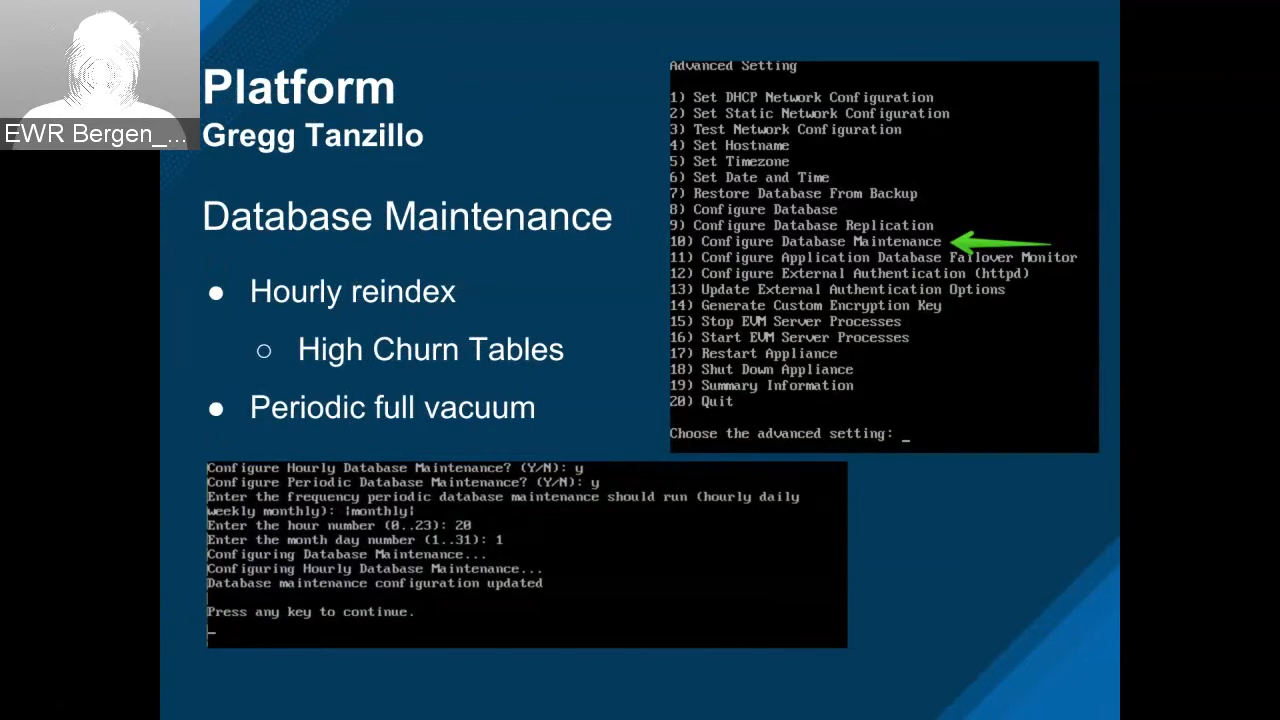 EWR Bergen_...
Platform
Gregg Tanzillo
Database Maintenance
● Hourly reindex
○ High Churn Tables
● Periodic full vacuum
Advanced Setting
1) Set DHCP Network Configuration
2) Set Static Network Configuration
3) Test Network Configuration
4) Set Hostname
5) Set Timezone
6) Set Date and Time
7) Restore Database From Backup
8) Configure Database
9) Configure Database Replication
10) Configure Database Maintenance
11) Configure Application Database Failover Monitor
12) Configure External Authentication (httpd)
13) Update External Authentication Options
14) Generate Custom Encryption Key
15) Stop EVM Server Processes
16) Start EVM Server Processes
17) Restart Appliance
18) Shut Down Appliance
19) Summary Information
20) Quit
Choose the advanced setting: _
Configure Hourly Database Maintenance? (Y/N): y
Configure Periodic Database Maintenance? (Y/N): y
Enter the frequency periodic database maintenance should run (hourly daily
weekly monthly): |monthly|
Enter the hour number (0..23): 20
Enter the month day number (1..31): 1
Configuring Database Maintenance...
Configuring Hourly Database Maintenance...
Database maintenance configuration updated
Press any key to continue.
_